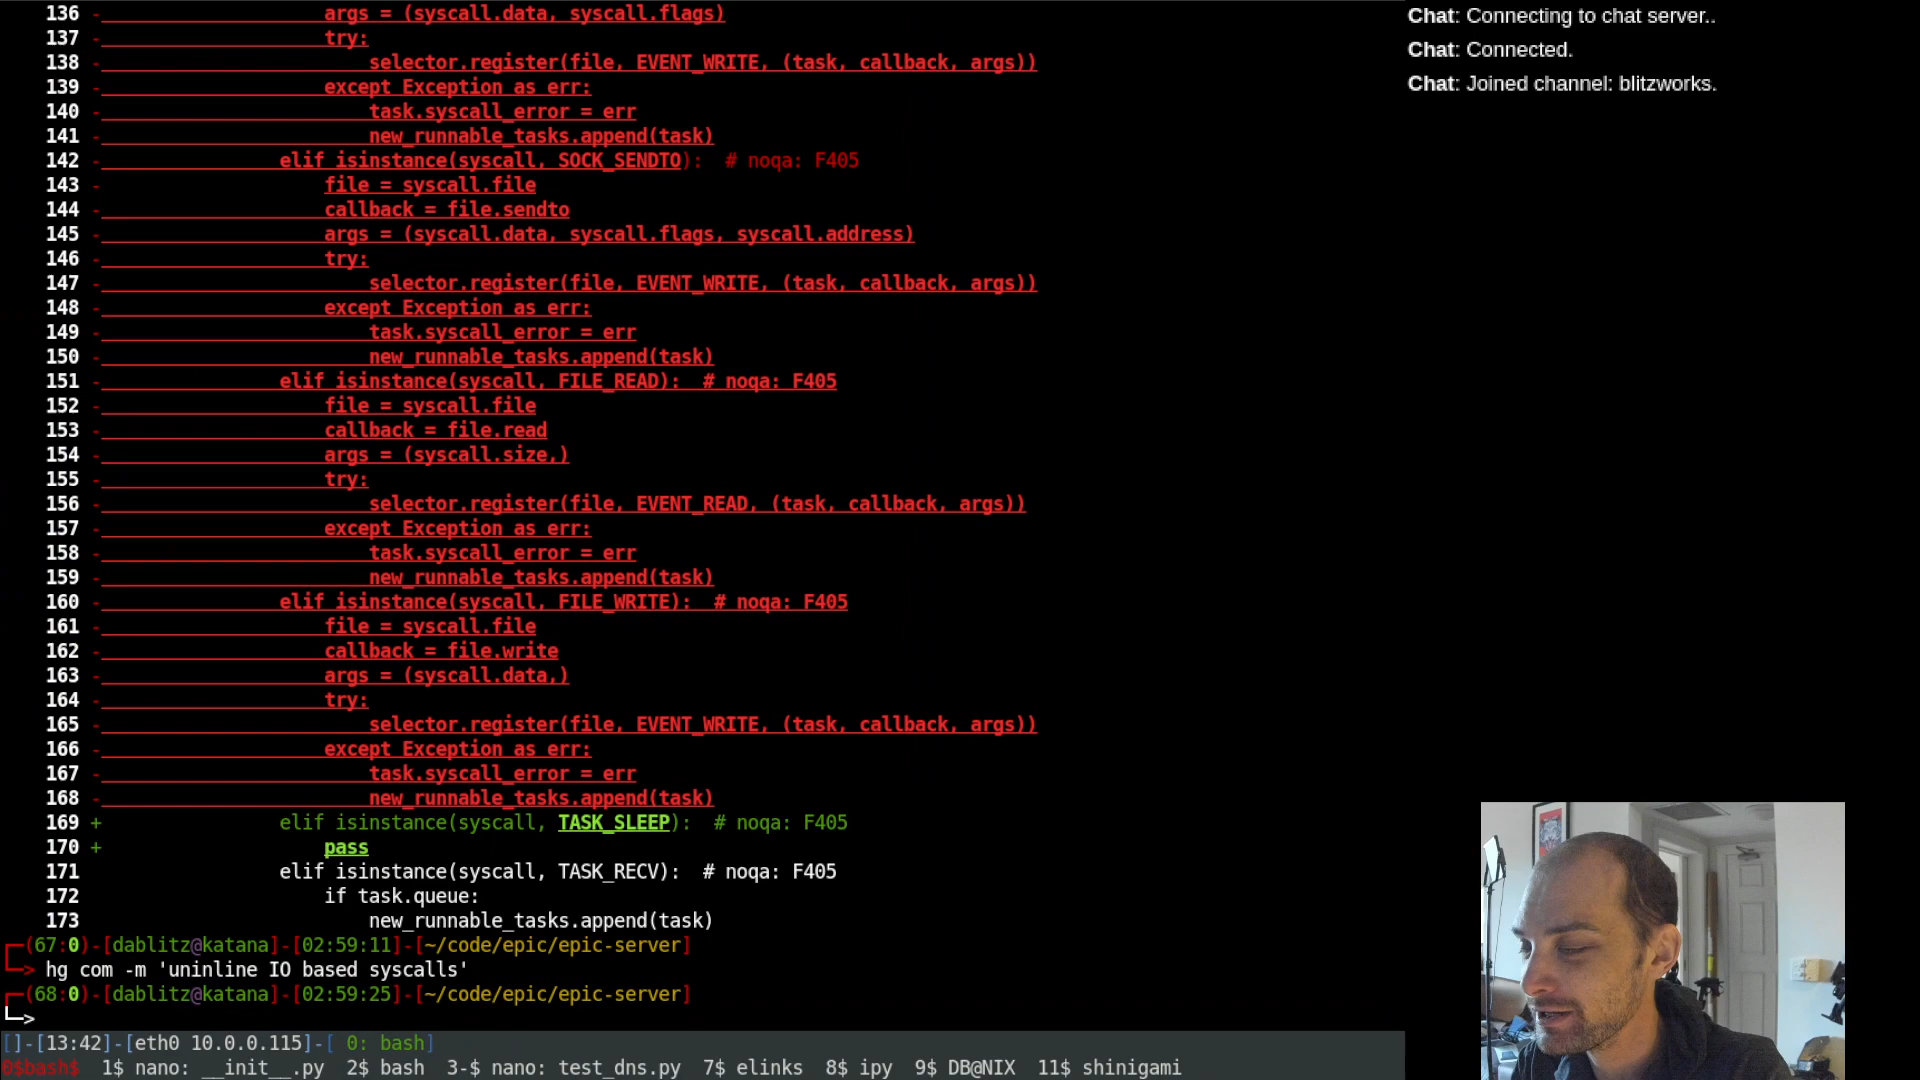 136 -                    args = (syscall.data, syscall.flags)
137 -                    try:
138 -                        selector.register(file, EVENT_WRITE, (task, callback, args))
139 -                    except Exception as err:
140 -                        task.syscall_error = err
141 -                        new_runnable_tasks.append(task)
142 -                elif isinstance(syscall, SOCK_SENDTO):  # noqa: F405
143 -                    file = syscall.file
144 -                    callback = file.sendto
145 -                    args = (syscall.data, syscall.flags, syscall.address)
146 -                    try:
147 -                        selector.register(file, EVENT_WRITE, (task, callback, args))
148 -                    except Exception as err:
149 -                        task.syscall_error = err
150 -                        new_runnable_tasks.append(task)
151 -                elif isinstance(syscall, FILE_READ):  # noqa: F405
152 -                    file = syscall.file
153 -                    callback = file.read
154 -                    args = (syscall.size,)
155 -                    try:
156 -                        selector.register(file, EVENT_READ, (task, callback, args))
157 -                    except Exception as err:
158 -                        task.syscall_error = err
159 -                        new_runnable_tasks.append(task)
160 -                elif isinstance(syscall, FILE_WRITE):  # noqa: F405
161 -                    file = syscall.file
162 -                    callback = file.write
163 -                    args = (syscall.data,)
164 -                    try:
165 -                        selector.register(file, EVENT_WRITE, (task, callback, args))
166 -                    except Exception as err:
167 -                        task.syscall_error = err
168 -                        new_runnable_tasks.append(task)
169 +                elif isinstance(syscall, TASK_SLEEP):  # noqa: F405
170 +                    pass
171                  elif isinstance(syscall, TASK_RECV):  # noqa: F405
172                      if task.queue:
173                          new_runnable_tasks.append(task)
(67:0)-[dablitz@katana]-[02:59:11]-[~/code/epic/epic-server]
> hg com -m 'uninline IO based syscalls'
(68:0)-[dablitz@katana]-[02:59:25]-[~/code/epic/epic-server]
>
[]-[13:42]-[eth0 10.0.0.115]-[ 0: bash]
0$bash$  1$ nano: __init__.py  2$ bash  3-$ nano: test_dns.py  7$ elinks  8$ ipy  9$ DB@NIX  11$ shinigami
Chat: Connecting to chat server..
Chat: Connected.
Chat: Joined channel: blitzworks.